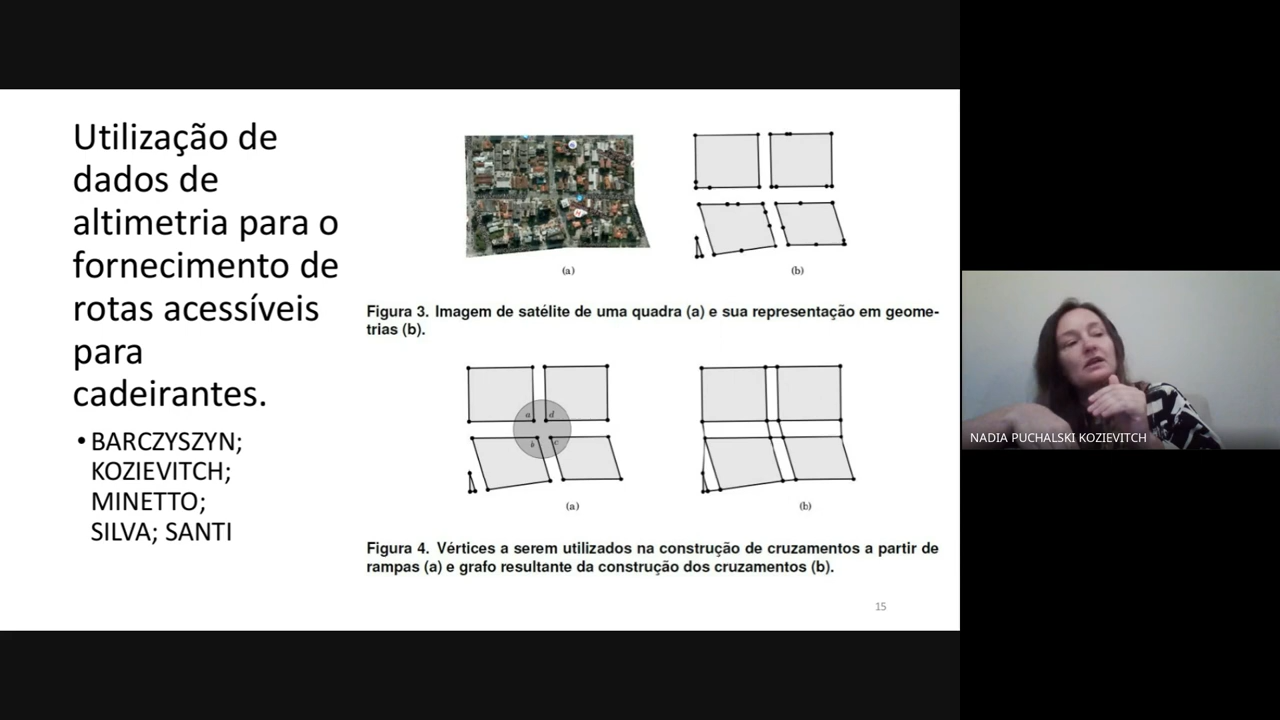 Utilização de
dados de
altimetria para o
fornecimento de
rotas acessíveis
para
cadeirantes.
• BARCZYSZYN;
KOZIEVITCH;
MINETTO;
SILVA; SANTI
(a)
(b)
Figura 3. Imagem de satélite de uma quadra (a) e sua representação em geome-
trias (b).
a
d
b
c
(a)
(b)
Figura 4. Vértices a serem utilizados na construção de cruzamentos a partir de
rampas (a) e grafo resultante da construção dos cruzamentos (b).
15
NADIA PUCHALSKI KOZIEVITCH